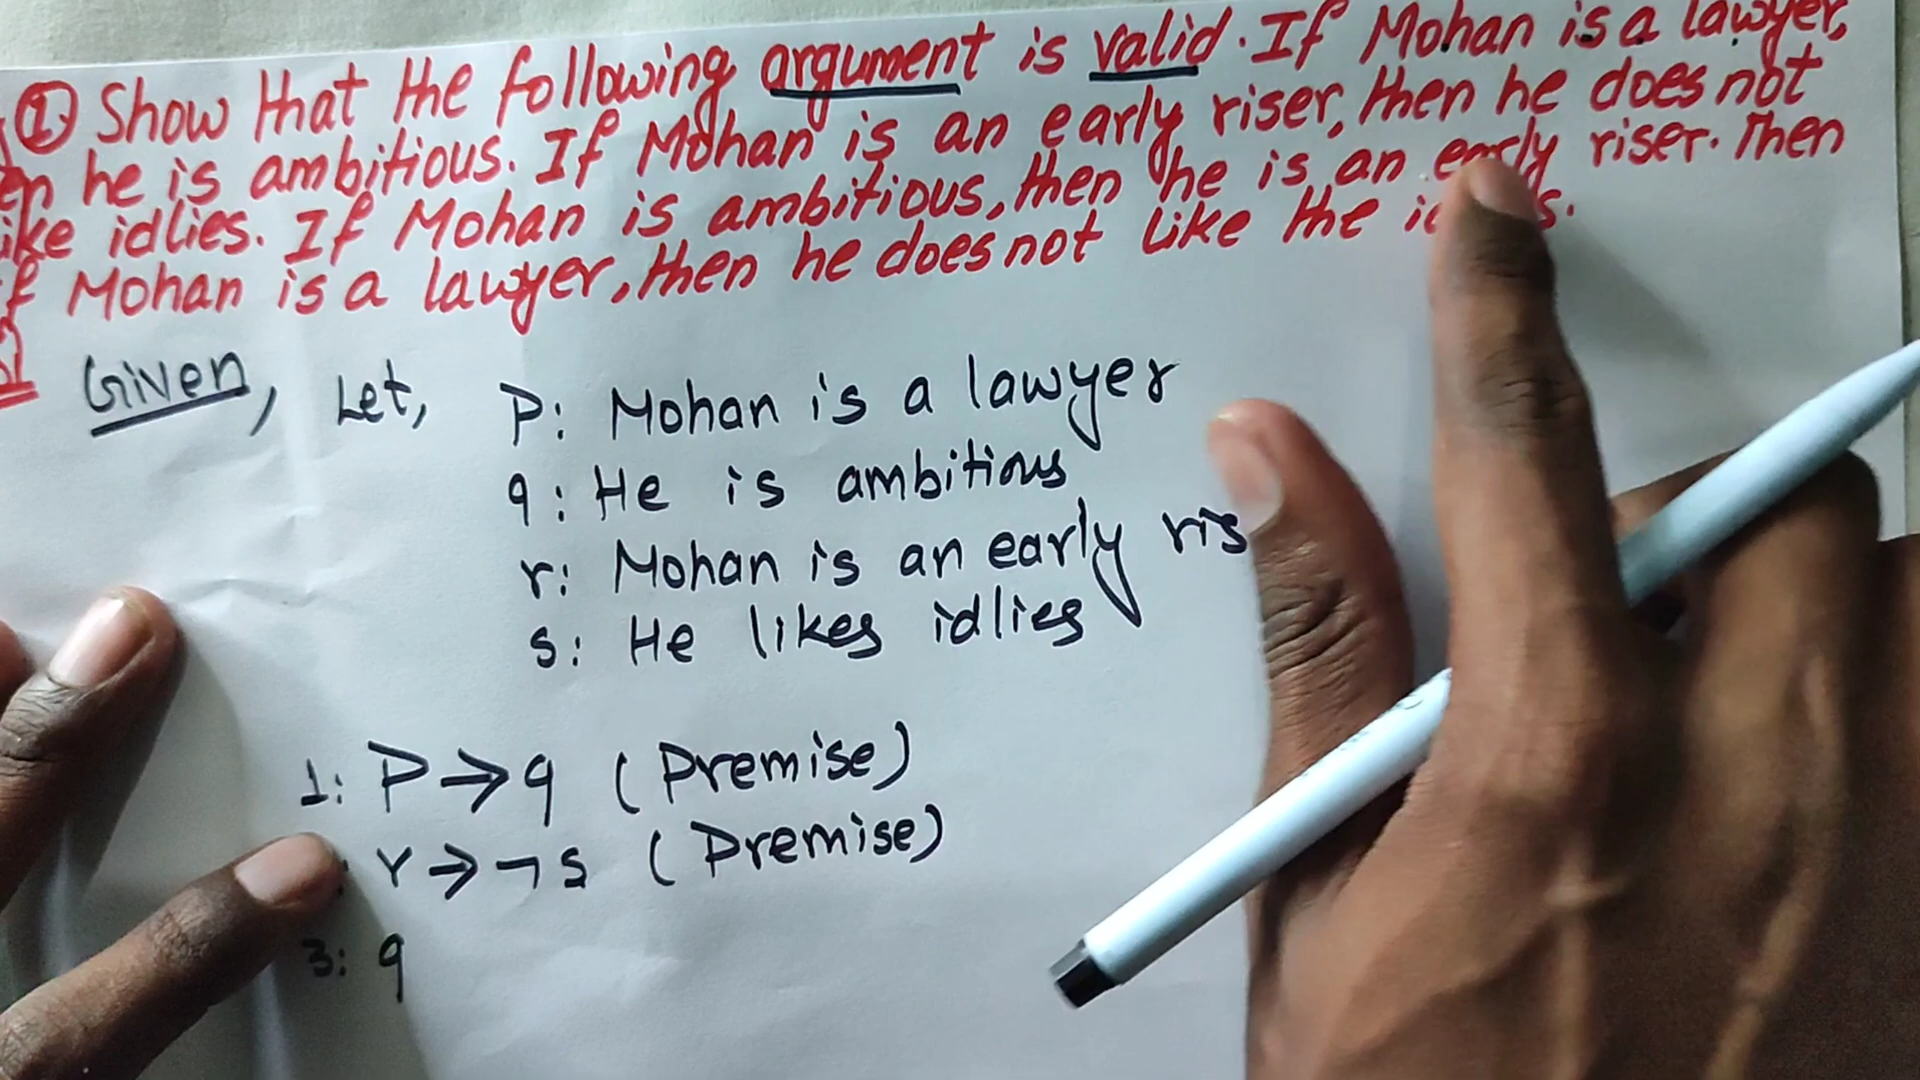 ① Show that the following argument is valid. If Mohan is a lawyer,
en he is ambitious. If Mohan is an early riser, then he does not
ike idlies. If Mohan is ambitious, then he is an early riser. Then
f Mohan is a lawyer, then he does not like the
Given, Let, P: Mohan is a lawyer
q: He is ambitious
r: Mohan is an early ris
s: He likes idlies
1: P→q (Premise)
: r→¬s (Premise)
3: q